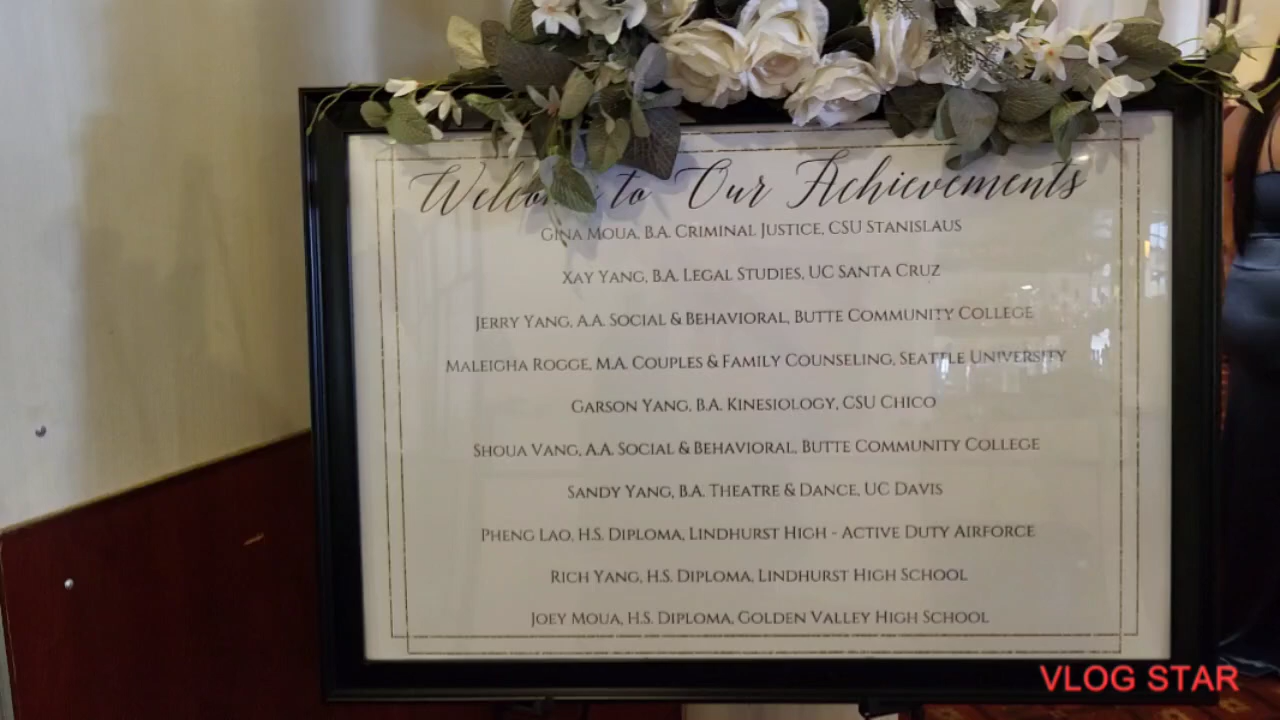 Welcome to Our Achievements
GINA MOUA, B.A. CRIMINAL JUSTICE, CSU STANISLAUS
XAY YANG, B.A. LEGAL STUDIES, UC SANTA CRUZ
JERRY YANG, A.A. SOCIAL & BEHAVIORAL, BUTTE COMMUNITY COLLEGE
MALEIGHA ROGGE, M.A. COUPLES & FAMILY COUNSELING, SEATTLE UNIVERSITY
GARSON YANG, B.A. KINESIOLOGY, CSU CHICO
SHOUA VANG, A.A. SOCIAL & BEHAVIORAL, BUTTE COMMUNITY COLLEGE
SANDY YANG, B.A. THEATRE & DANCE, UC DAVIS
PHENG LAO, H.S. DIPLOMA, LINDHURST HIGH - ACTIVE DUTY AIRFORCE
RICH YANG, H.S. DIPLOMA, LINDHURST HIGH SCHOOL
JOEY MOUA, H.S. DIPLOMA, GOLDEN VALLEY HIGH SCHOOL
VLOG STAR